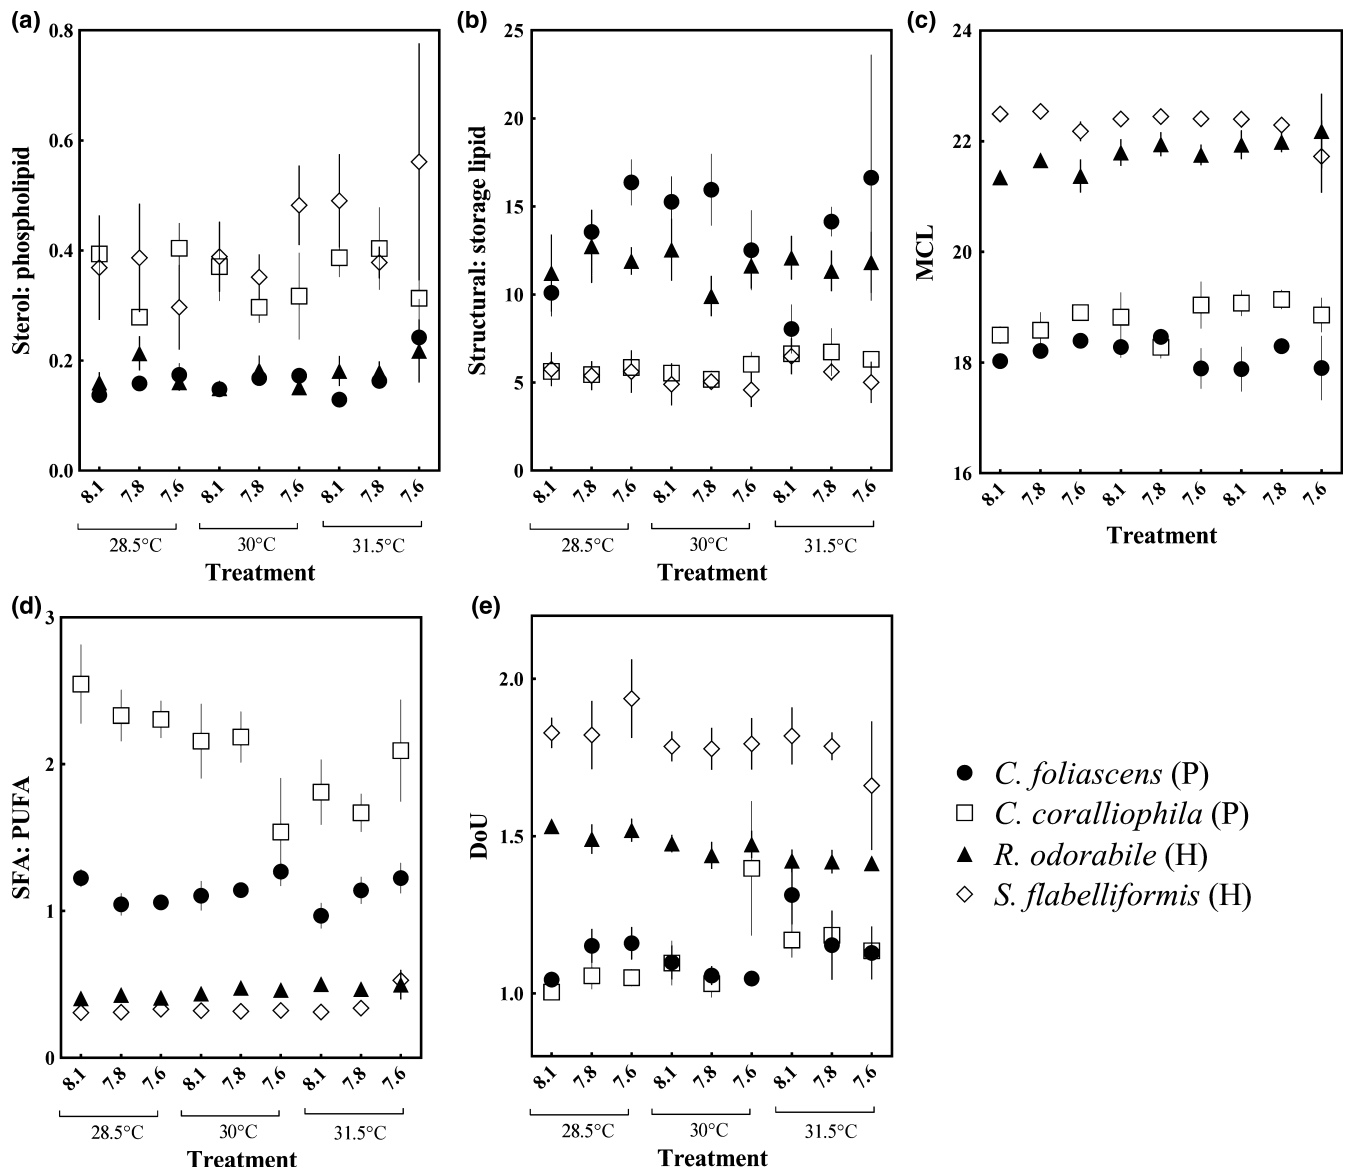 (a)
0.8
0.6
0.4
0.2
0.0
Sterol: phospholipid
8.1 7.8 7.6 8.1 7.8 7.6 8.1 7.8 7.6
28.5°C 30°C 31.5°C
Treatment
(b)
25
20
15
10
5
0
Structural: storage lipid
8.1 7.8 7.6 8.1 7.8 7.6 8.1 7.8 7.6
28.5°C 30°C 31.5°C
Treatment
(c)
24
22
20
18
16
MCL
8.1 7.8 7.6 8.1 7.8 7.6 8.1 7.8 7.6
Treatment
(d)
3
2
1
0
SFA: PUFA
8.1 7.8 7.6 8.1 7.8 7.6 8.1 7.8 7.6
28.5°C 30°C 31.5°C
Treatment
(e)
2.0
1.5
1.0
DoU
8.1 7.8 7.6 8.1 7.8 7.6 8.1 7.8 7.6
28.5°C 30°C 31.5°C
Treatment
C. foliascens (P)
C. coralliophila (P)
R. odorabile (H)
S. flabelliformis (H)